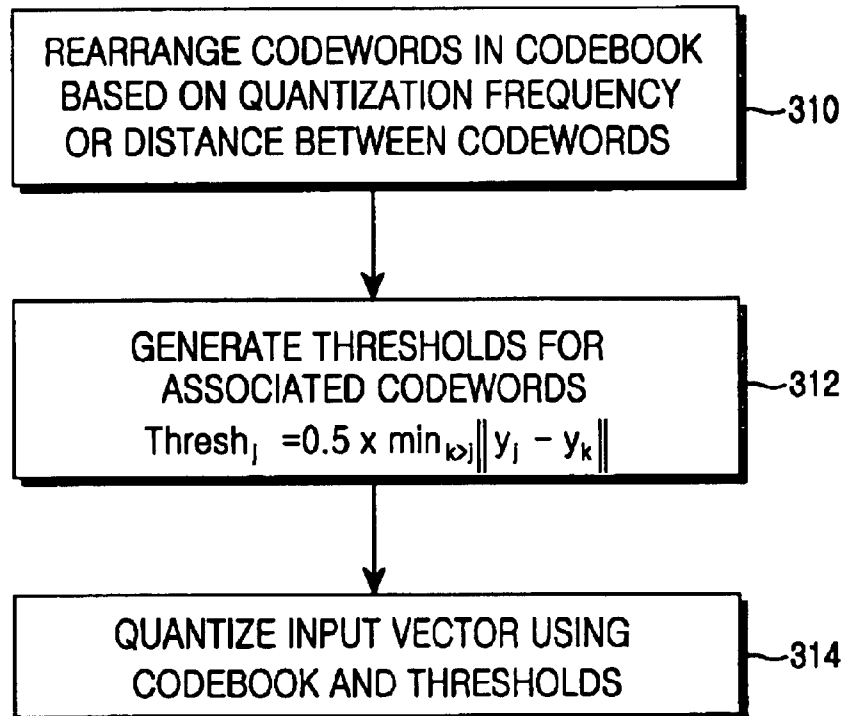 REARRANGE CODEWORDS IN CODEBOOK
BASED ON QUANTIZATION FREQUENCY
OR DISTANCE BETWEEN CODEWORDS
310
GENERATE THRESHOLDS FOR
ASSOCIATED CODEWORDS
Thresh_j =0.5 x min_{k>j}||y_j - y_k||
312
QUANTIZE INPUT VECTOR USING
CODEBOOK AND THRESHOLDS
314